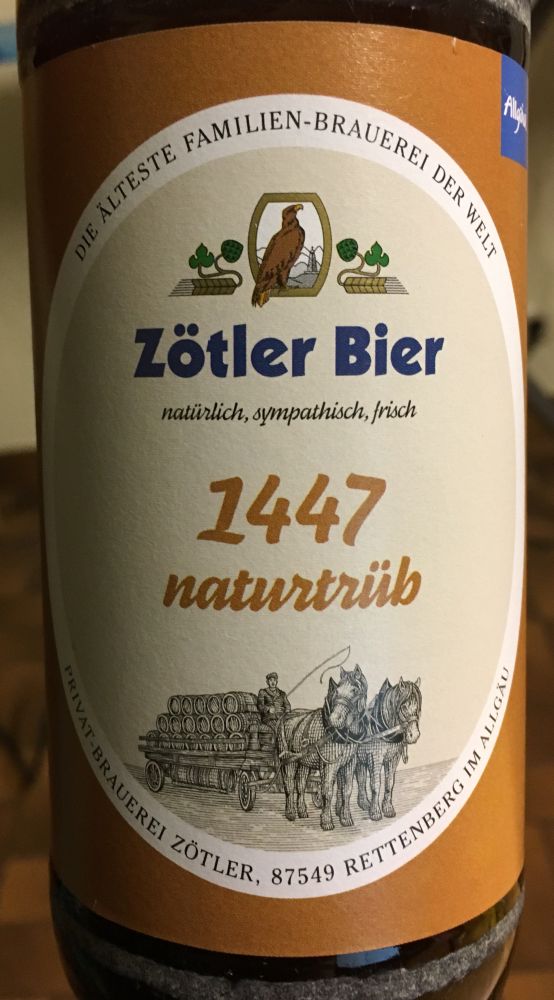 Allgäu
DIE ÄLTESTE FAMILIEN-BRAUEREI DER WELT
Zötler Bier
natürlich, sympathisch, frisch
1447
naturtrüb
PRIVAT-BRAUEREI ZÖTLER, 87549 RETTENBERG IM ALLGÄU